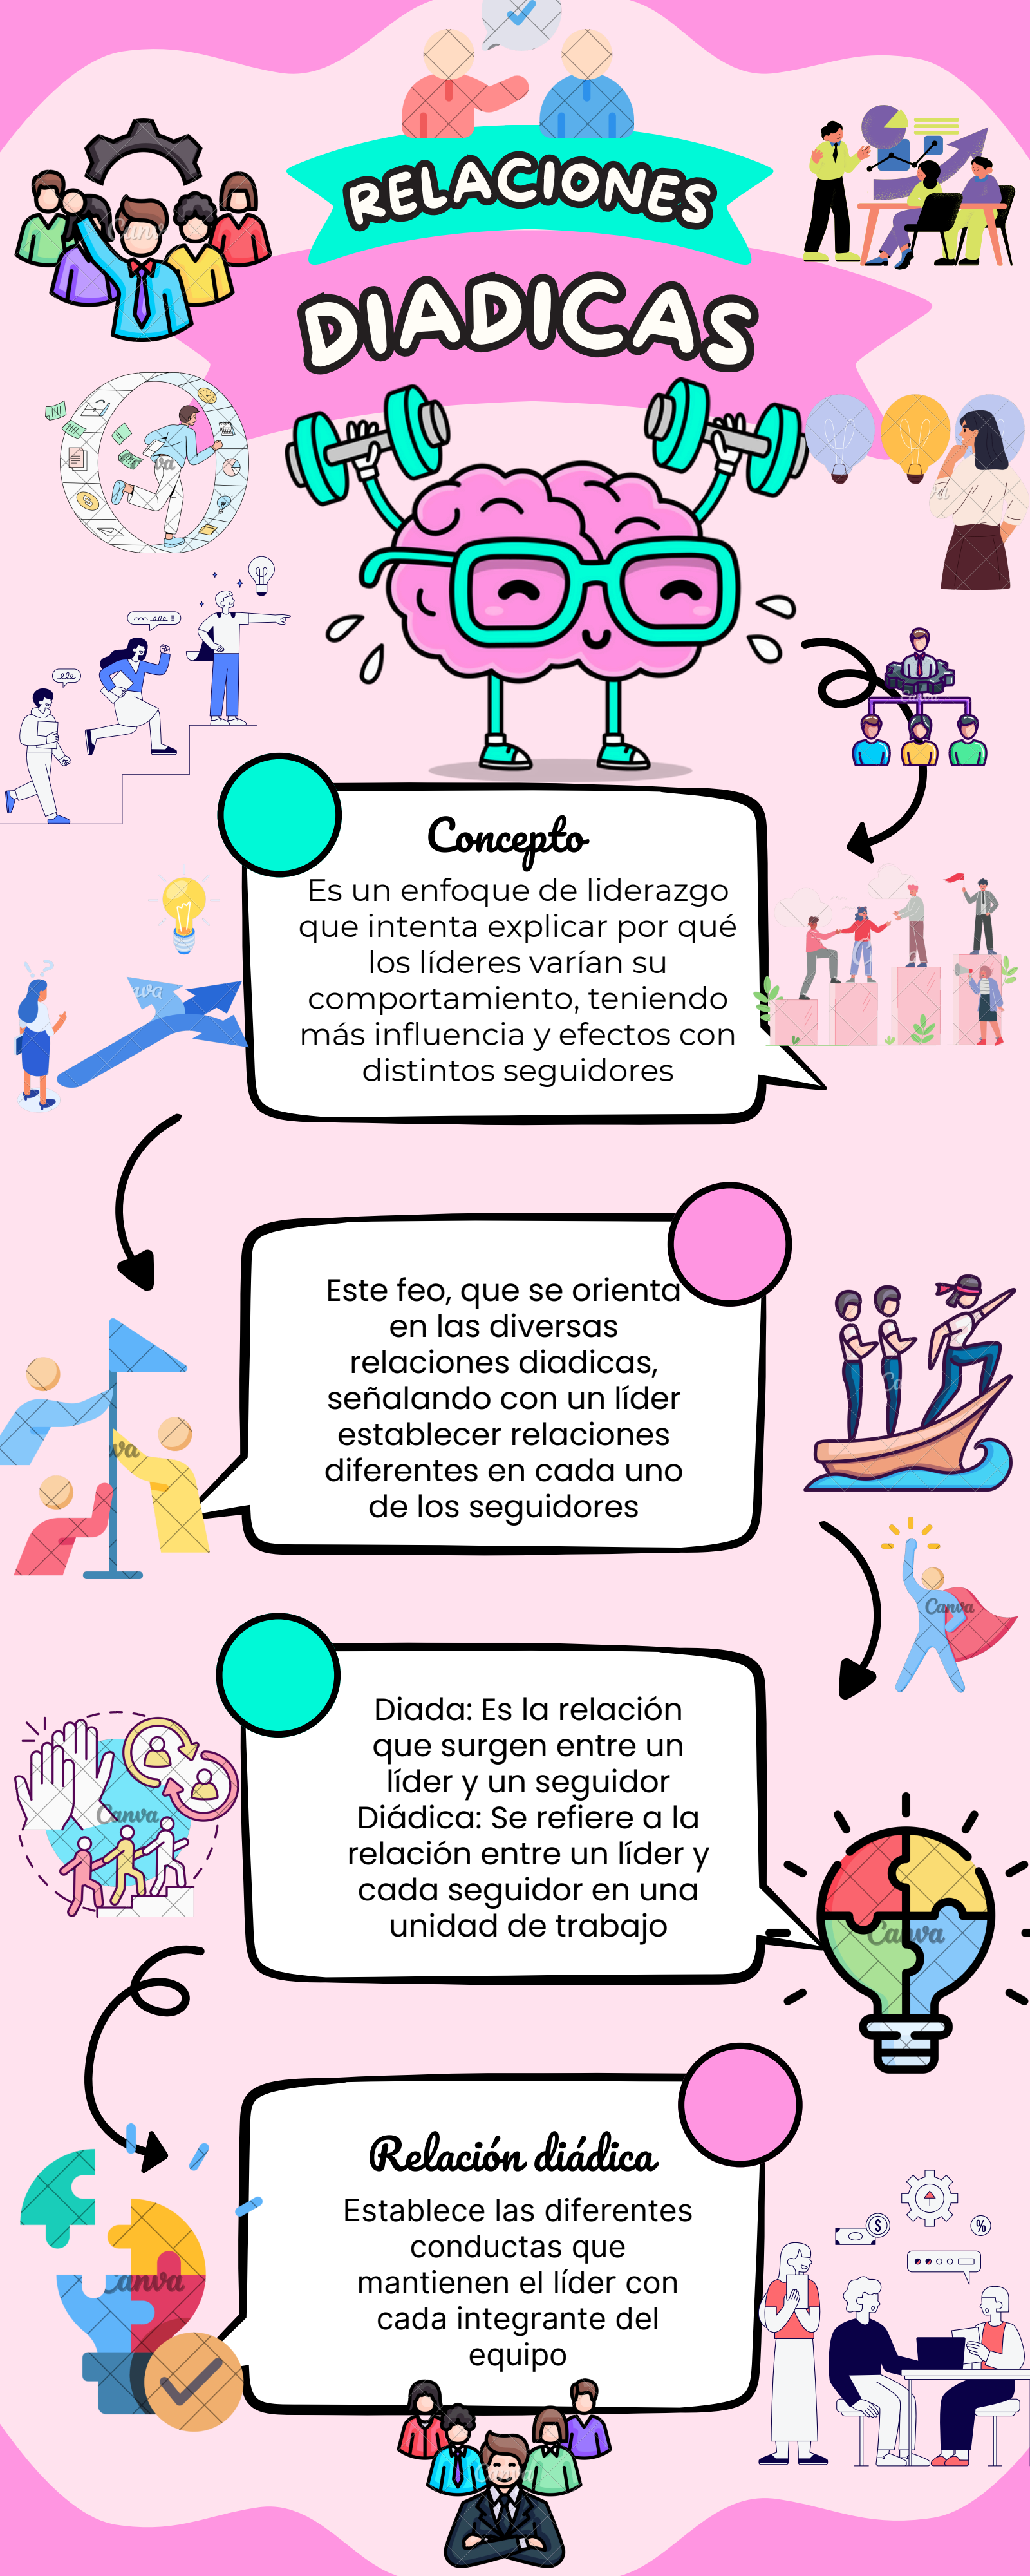 RELACIONES
DIADICAS
Concepto
Es un enfoque de liderazgo
que intenta explicar por qué
los líderes varían su
comportamiento, teniendo
más influencia y efectos con
distintos seguidores
Este feo, que se orienta
en las diversas
relaciones diadicas,
señalando con un líder
establecer relaciones
diferentes en cada uno
de los seguidores
Diada: Es la relación
que surgen entre un
líder y un seguidor
Diádica: Se refiere a la
relación entre un líder y
cada seguidor en una
unidad de trabajo
Relación diádica
Establece las diferentes
conductas que
mantienen el líder con
cada integrante del
equipo
Canva
Canva
Canva
Canva